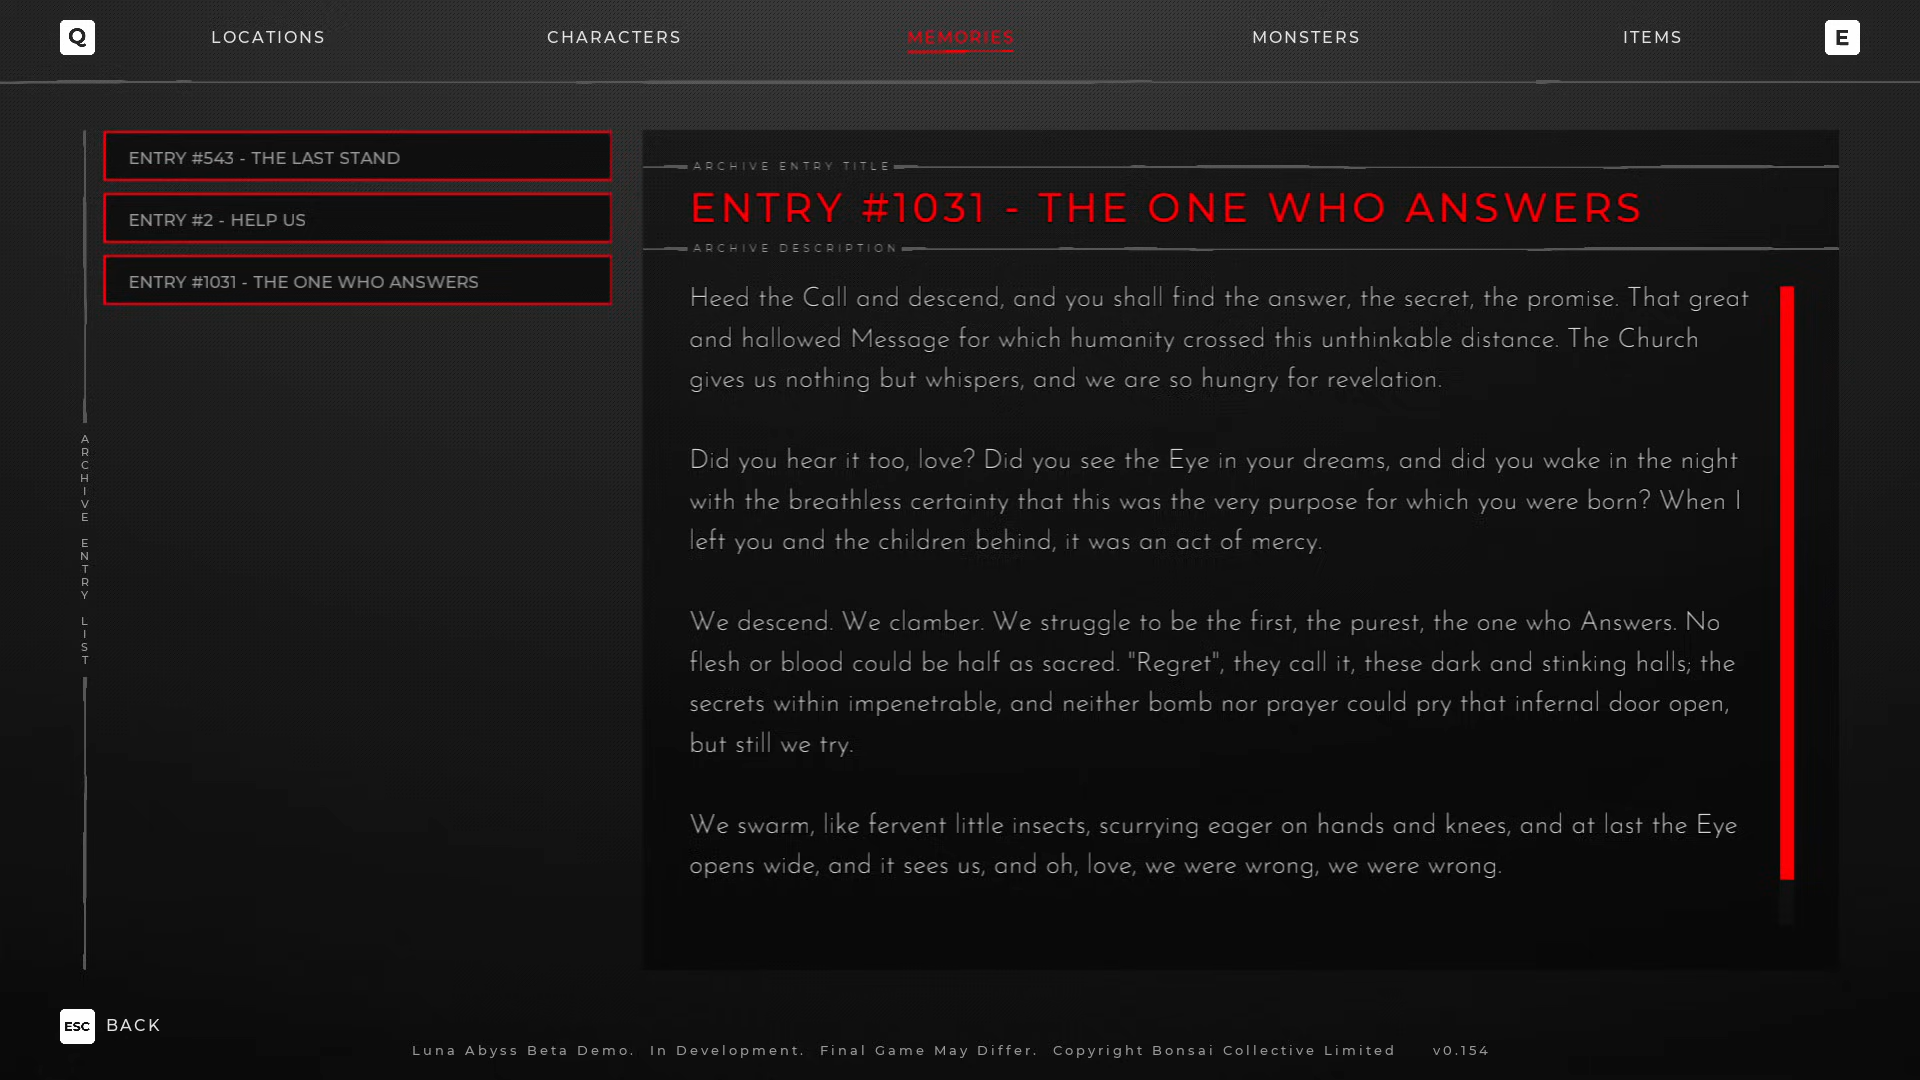 Q
LOCATIONS
CHARACTERS
MEMORIES
MONSTERS
ITEMS
E
ARCHIVE ENTRY LIST
ENTRY #543 - THE LAST STAND
ENTRY #2 - HELP US
ENTRY #1031 - THE ONE WHO ANSWERS
ARCHIVE ENTRY TITLE
ENTRY #1031 - THE ONE WHO ANSWERS
ARCHIVE DESCRIPTION
Heed the Call and descend, and you shall find the answer, the secret, the promise. That great
and hallowed Message for which humanity crossed this unthinkable distance. The Church
gives us nothing but whispers, and we are so hungry for revelation.
Did you hear it too, love? Did you see the Eye in your dreams, and did you wake in the night
with the breathless certainty that this was the very purpose for which you were born? When I
left you and the children behind, it was an act of mercy.
We descend. We clamber. We struggle to be the first, the purest, the one who Answers. No
flesh or blood could be half as sacred. "Regret", they call it, these dark and stinking halls; the
secrets within impenetrable, and neither bomb nor prayer could pry that infernal door open,
but still we try.
We swarm, like fervent little insects, scurrying eager on hands and knees, and at last the Eye
opens wide, and it sees us, and oh, love, we were wrong, we were wrong.
ESC BACK
Luna Abyss Beta Demo. In Development. Final Game May Differ. Copyright Bonsai Collective Limited v0.154